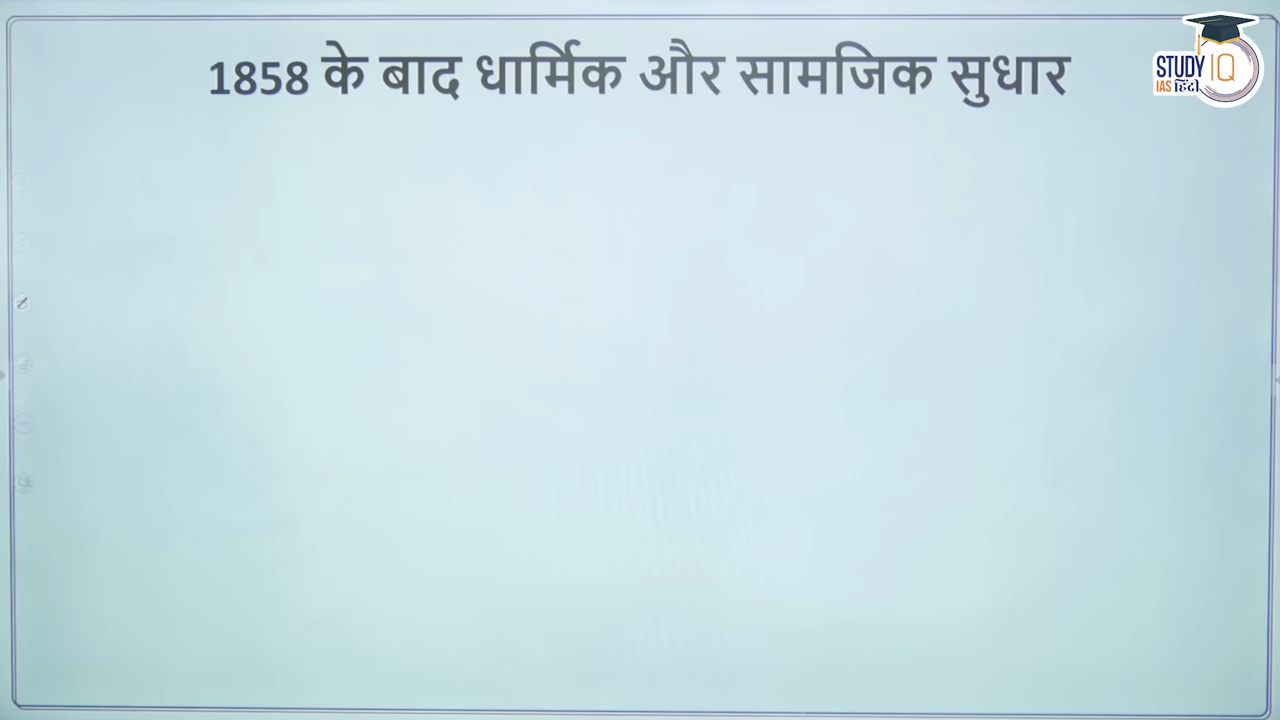 1858 के बाद धार्मिक और सामजिक सुधार
STUDY IQ
IAS हिंदी